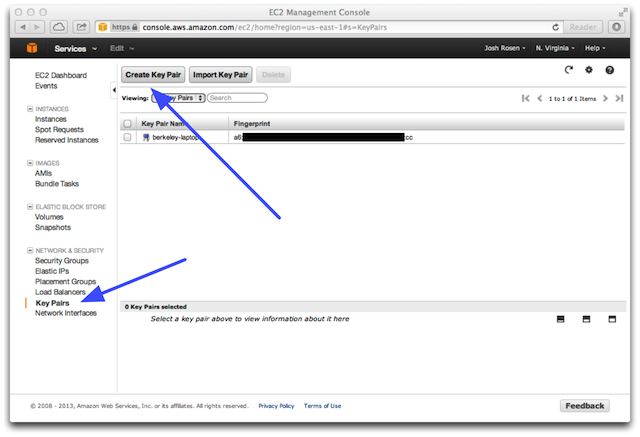 EC2 Management Console
https console.aws.amazon.com/ec2/home?region=us-east-1#s=KeyPairs
Reader
Services
Edit
Josh Rosen
N. Virginia
Help
EC2 Dashboard
Events
INSTANCES
Instances
Spot Requests
Reserved Instances
IMAGES
AMIs
Bundle Tasks
ELASTIC BLOCK STORE
Volumes
Snapshots
NETWORK & SECURITY
Security Groups
Elastic IPs
Placement Groups
Load Balancers
Key Pairs
Network Interfaces
Create Key Pair
Import Key Pair
Delete
Viewing:
Key Pairs
Search
1 to 1 of 1 Items
Key Pair Name
Fingerprint
berkeley-laptop
a6:
:cc
0 Key Pairs selected
Select a key pair above to view information about it here
© 2008 - 2013, Amazon Web Services, Inc. or its affiliates. All rights reserved.
Privacy Policy
Terms of Use
Feedback